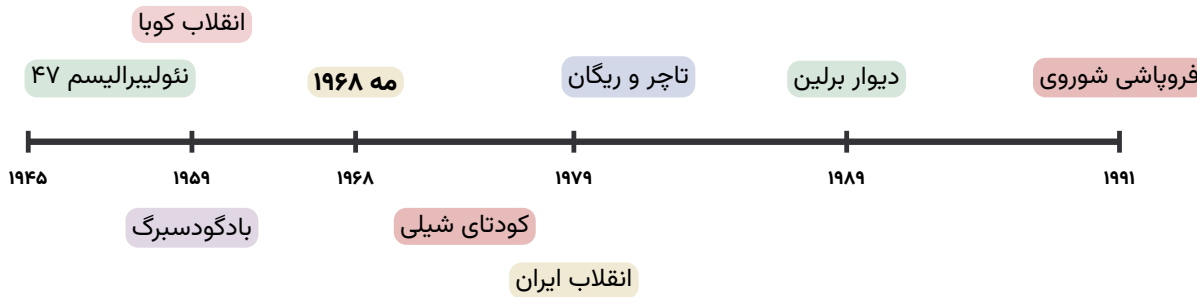 انقلاب کوبا
نئولیبرالیسم ۴۷
مه ۱۹۶۸
تاچر و ریگان
دیوار برلین
فروپاشی شوروی
۱۹۴۵
۱۹۵۹
۱۹۶۸
۱۹۷۹
۱۹۸۹
۱۹۹۱
بادگودسبرگ
کودتای شیلی
انقلاب ایران